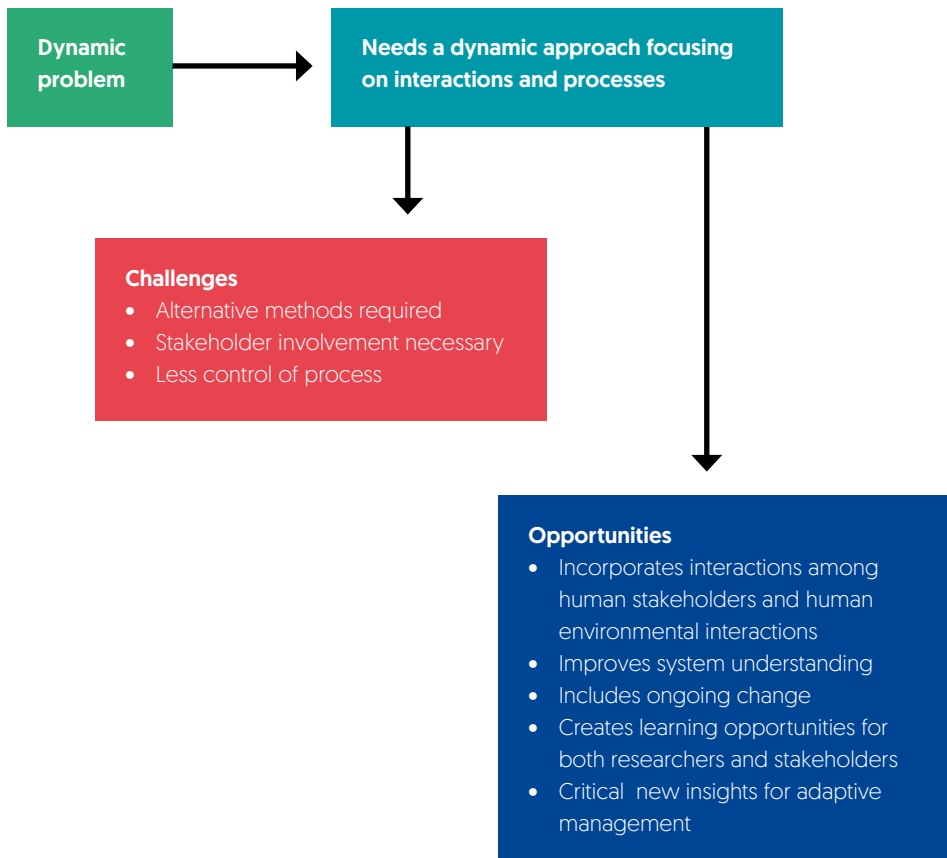 Dynamic
problem
Needs a dynamic approach focusing
on interactions and processes
Challenges
• Alternative methods required
• Stakeholder involvement necessary
• Less control of process
Opportunities
• Incorporates interactions among
human stakeholders and human
environmental interactions
• Improves system understanding
• Includes ongoing change
• Creates learning opportunities for
both researchers and stakeholders
• Critical  new insights for adaptive
management